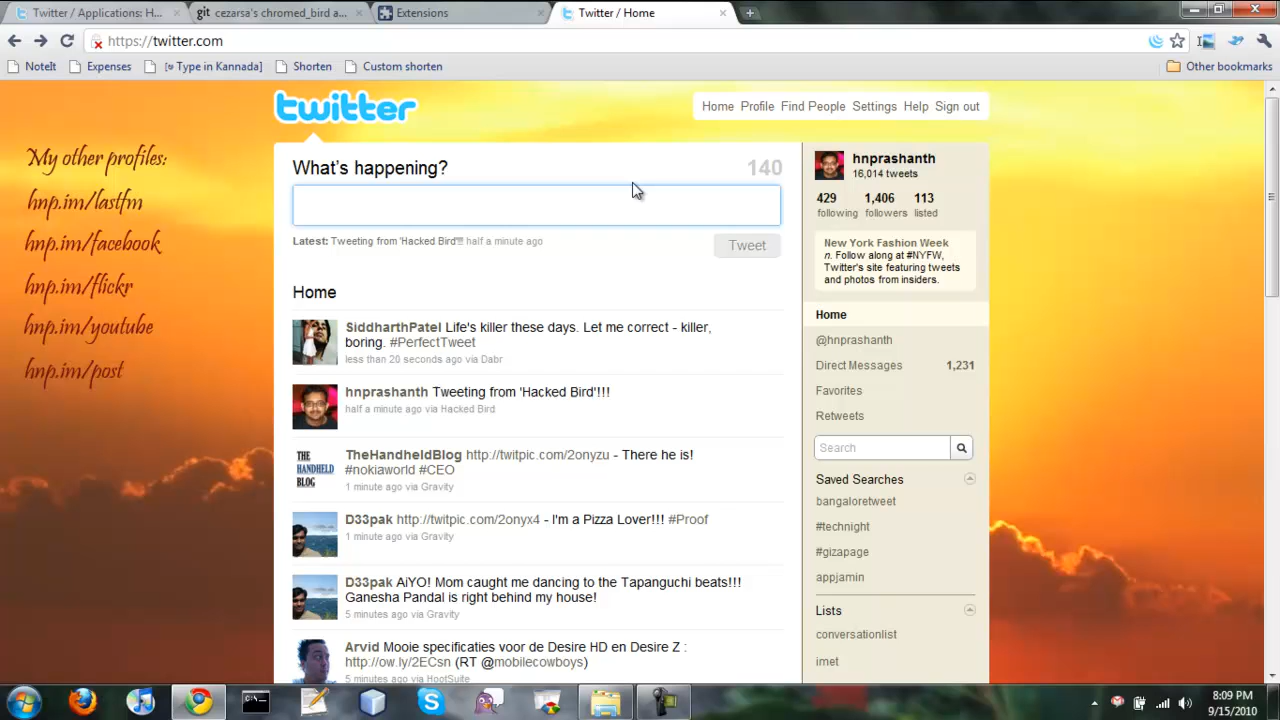 Twitter / Applications: H...
git cezarsa's chromed_bird a
Extensions
Twitter / Home
https://twitter.com
NoteIt
Expenses
[ Type in Kannada]
Shorten
Custom shorten
Other bookmarks
twitter
Home Profile Find People Settings Help Sign out
My other profiles:
hnp.im/lastfm
hnp.im/facebook
hnp.im/flickr
hnp.im/youtube
hnp.im/post
What's happening?
140
Latest: Tweeting from 'Hacked Bird'!!! half a minute ago
Tweet
Home
SiddharthPatel Life's killer these days. Let me correct - killer,
boring. #PerfectTweet
less than 20 seconds ago via Dabr
hnprashanth Tweeting from 'Hacked Bird'!!!
half a minute ago via Hacked Bird
THE
HANDHELD
BLOG
TheHandheldBlog http://twitpic.com/2onyzu - There he is!
#nokiaworld #CEO
1 minute ago via Gravity
D33pak http://twitpic.com/2onyx4 - I'm a Pizza Lover!!! #Proof
1 minute ago via Gravity
D33pak AiYO! Mom caught me dancing to the Tapanguchi beats!!!
Ganesha Pandal is right behind my house!
5 minutes ago via Gravity
Arvid Mooie specificaties voor de Desire HD en Desire Z :
http://ow.ly/2ECsn (RT @mobilecowboys)
5 minutes ago via HootSuite
hnprashanth
16,014 tweets
429 1,406 113
following followers listed
New York Fashion Week
n. Follow along at #NYFW,
Twitter's site featuring tweets
and photos from insiders.
Home
@hnprashanth
Direct Messages 1,231
Favorites
Retweets
Search
Saved Searches
bangaloretweet
#technight
#gizapage
appjamin
Lists
conversationlist
imet
8:09 PM
9/15/2010